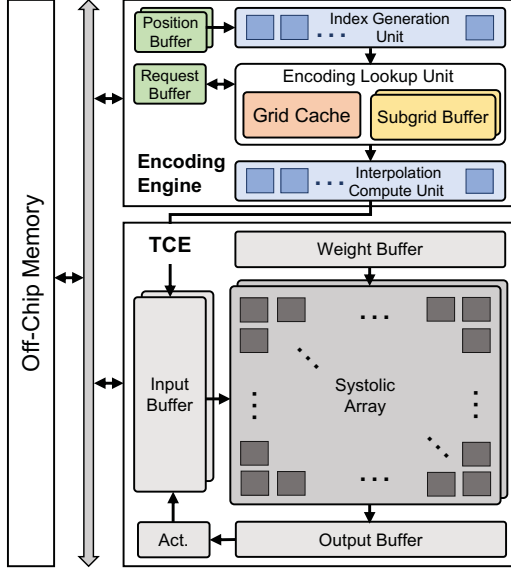 Off-Chip Memory
Position
Buffer
Index Generation
Unit
...
Request
Buffer
Encoding Lookup Unit
Grid Cache
Subgrid Buffer
Encoding
Engine
Interpolation
Compute Unit
...
TCE
Weight Buffer
Input
Buffer
Systolic
Array
...
...
...
...
...
...
Act.
Output Buffer